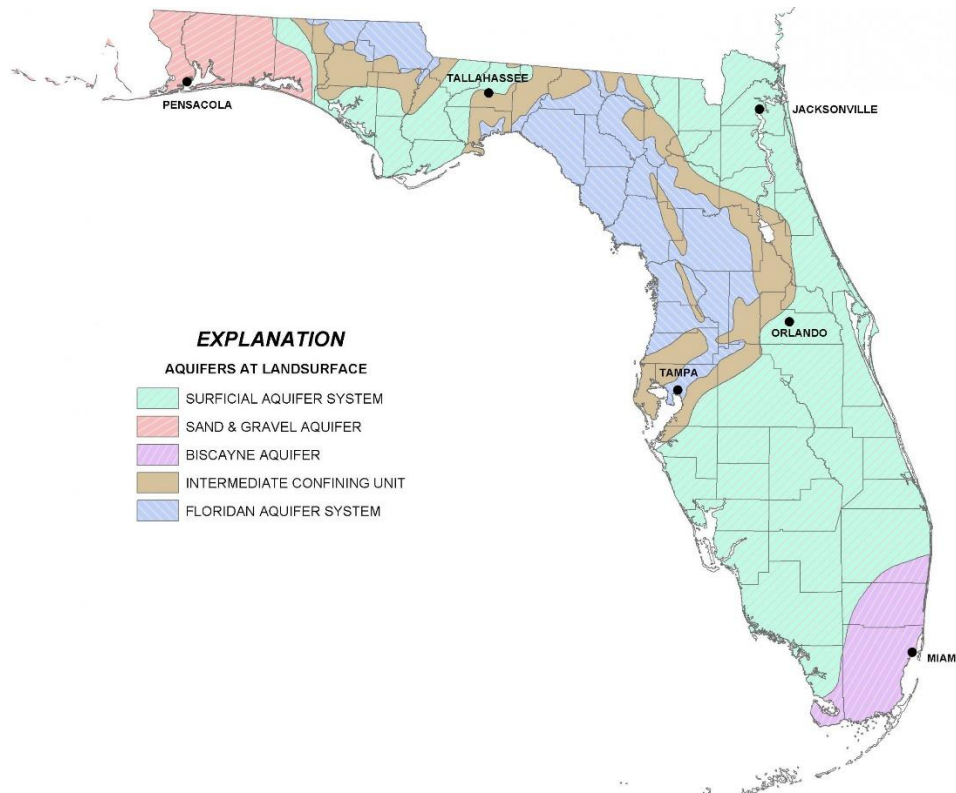 TALLAHASSEE
PENSACOLA
JACKSONVILLE
ORLANDO
TAMPA
MIAM
EXPLANATION
AQUIFERS AT LANDSURFACE
SURFICIAL AQUIFER SYSTEM
SAND & GRAVEL AQUIFER
BISCAYNE AQUIFER
INTERMEDIATE CONFINING UNIT
FLORIDAN AQUIFER SYSTEM